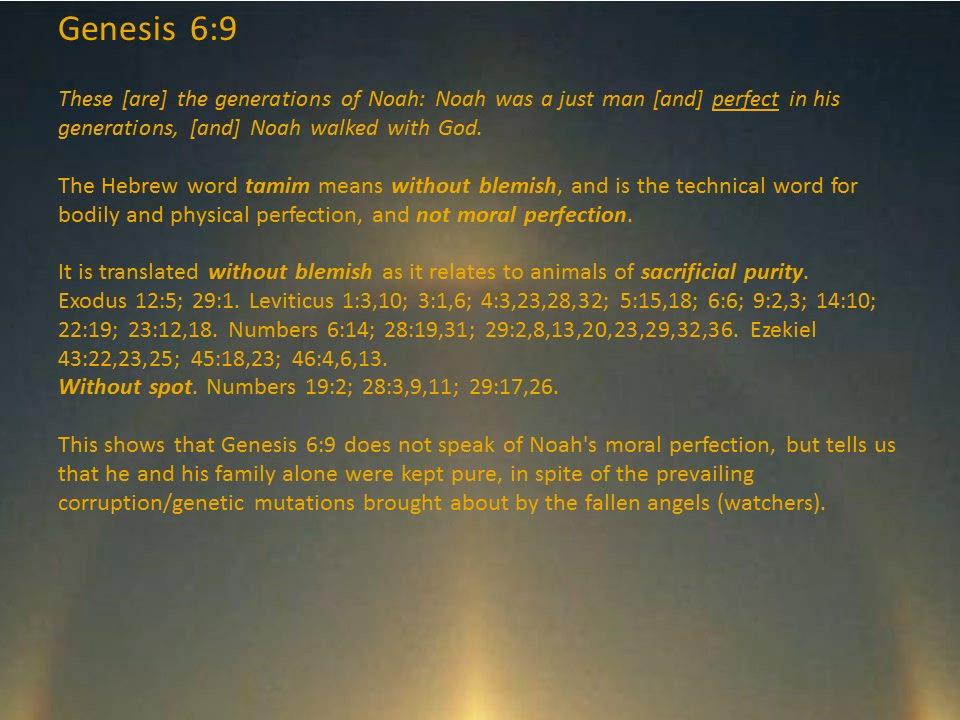 Genesis 6:9
These [are] the generations of Noah: Noah was a just man [and] perfect in his
generations, [and] Noah walked with God.
The Hebrew word tamim means without blemish, and is the technical word for
bodily and physical perfection, and not moral perfection.
It is translated without blemish as it relates to animals of sacrificial purity.
Exodus 12:5; 29:1. Leviticus 1:3,10; 3:1,6; 4:3,23,28,32; 5:15,18; 6:6; 9:2,3; 14:10;
22:19; 23:12,18. Numbers 6:14; 28:19,31; 29:2,8,13,20,23,29,32,36. Ezekiel
43:22,23,25; 45:18,23; 46:4,6,13.
Without spot. Numbers 19:2; 28:3,9,11; 29:17,26.
This shows that Genesis 6:9 does not speak of Noah's moral perfection, but tells us
that he and his family alone were kept pure, in spite of the prevailing
corruption/genetic mutations brought about by the fallen angels (watchers).